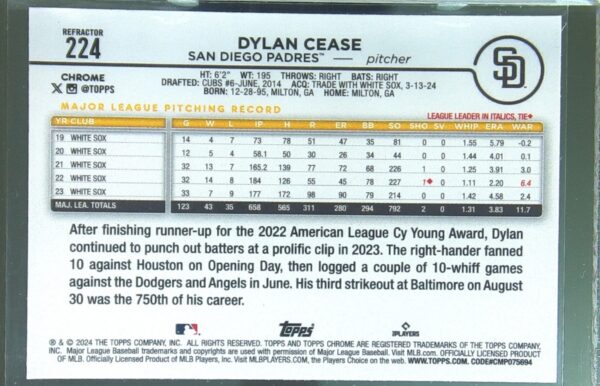 REFRACTOR
224
DYLAN CEASE
SAN DIEGO PADRES™ — pitcher
SD
CHROME
@TOPPS
HT: 6'2" WT: 195 THROWS: RIGHT BATS: RIGHT
DRAFTED: CUBS #6-JUNE, 2014 ACQ: TRADE WITH WHITE SOX, 3-13-24
BORN: 12-28-95, MILTON, GA HOME: MILTON, GA
MAJOR LEAGUE PITCHING RECORD
LEAGUE LEADER IN ITALICS, TIE♦
YR CLUB G W L IP H R ER BB SO SHO SV WHIP ERA WAR
19 WHITE SOX 14 4 7 73 78 51 47 35 81 0 0 1.55 5.79 -0.2
20 WHITE SOX 12 5 4 58.1 50 30 26 34 44 0 0 1.44 4.01 0.1
21 WHITE SOX 32 13 7 165.2 139 77 72 68 226 1 0 1.25 3.91 3.0
22 WHITE SOX 32 14 8 184 126 55 45 78 227 1♦ 0 1.11 2.20 6.4
23 WHITE SOX 33 7 9 177 172 98 90 79 214 0 0 1.42 4.58 2.4
MAJ. LEA. TOTALS 123 43 35 658 565 311 280 294 792 2 0 1.31 3.83 11.7
After finishing runner-up for the 2022 American League Cy Young Award, Dylan
continued to punch out batters at a prolific clip in 2023. The right-hander fanned
10 against Houston on Opening Day, then logged a couple of 10-whiff games
against the Dodgers and Angels in June. His third strikeout at Baltimore on August
30 was the 750th of his career.
Topps
PLAYERS
® & © 2024 THE TOPPS COMPANY, INC. ALL RIGHTS RESERVED. TOPPS AND TOPPS CHROME ARE REGISTERED TRADEMARKS OF THE TOPPS COMPANY,
INC. Major League Baseball trademarks and copyrights are used with permission of Major League Baseball. Visit MLB.com. OFFICIALLY LICENSED PRODUCT
OF MLB. Officially Licensed Product of MLB Players, Inc. Visit MLBPLAYERS.COM, the Players Choice on the web. WWW.TOPPS.COM. CODE#CMP075694